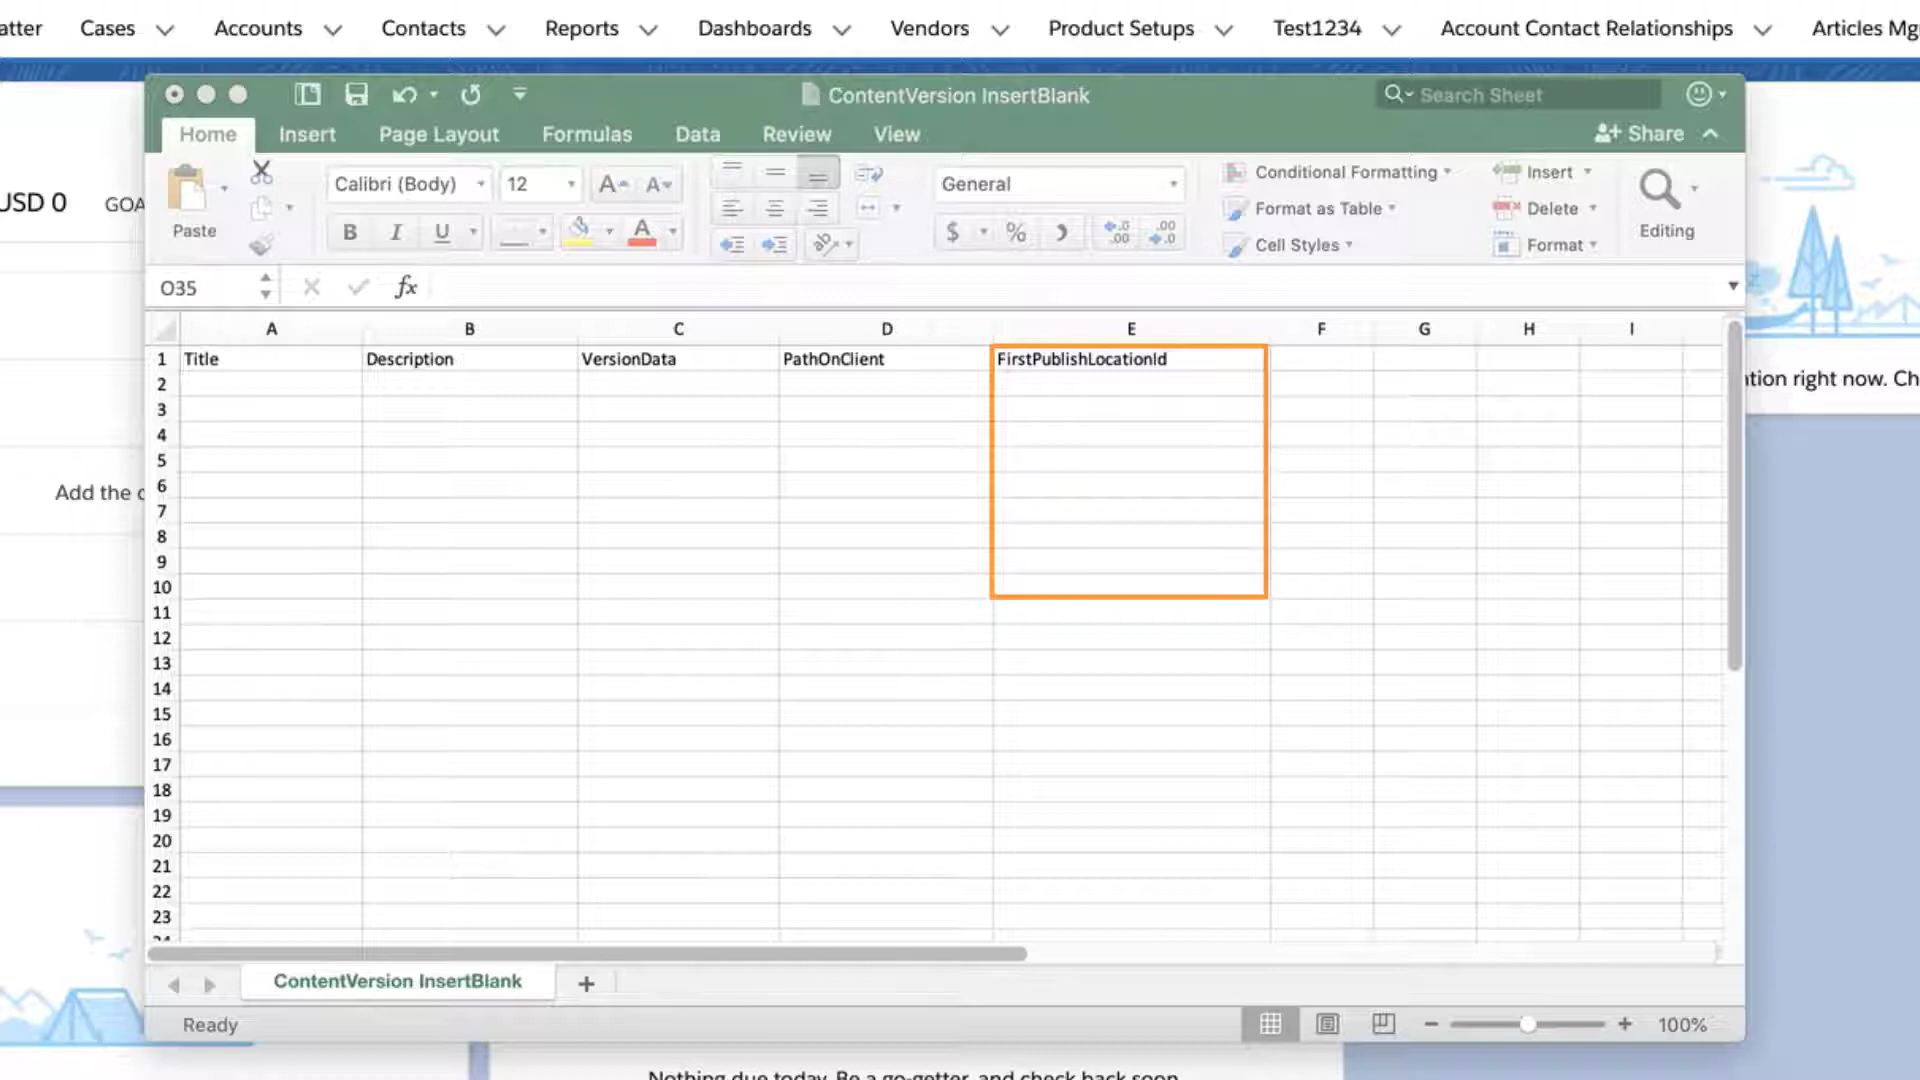 atter Cases Accounts Contacts Reports Dashboards Vendors Product Setups Test1234 Account Contact Relationships Articles Mg
ContentVersion InsertBlank
Search Sheet
Home Insert Page Layout Formulas Data Review View
Share
USD 0 GOA
Paste
Calibri (Body) 12
A A
B I U A
General
$ %
Conditional Formatting
Format as Table
Cell Styles
Insert
Delete
Format
Editing
O35
fx
A B C D E F G H I
1 Title Description VersionData PathOnClient FirstPublishLocationId
2
ntion right now. Ch
3
4
5
Add the c
6
7
8
9
10
11
12
13
14
15
16
17
18
19
20
21
22
23
24
ContentVersion InsertBlank
Ready
100%
Nothing due today. Be a go-getter, and check back soon.